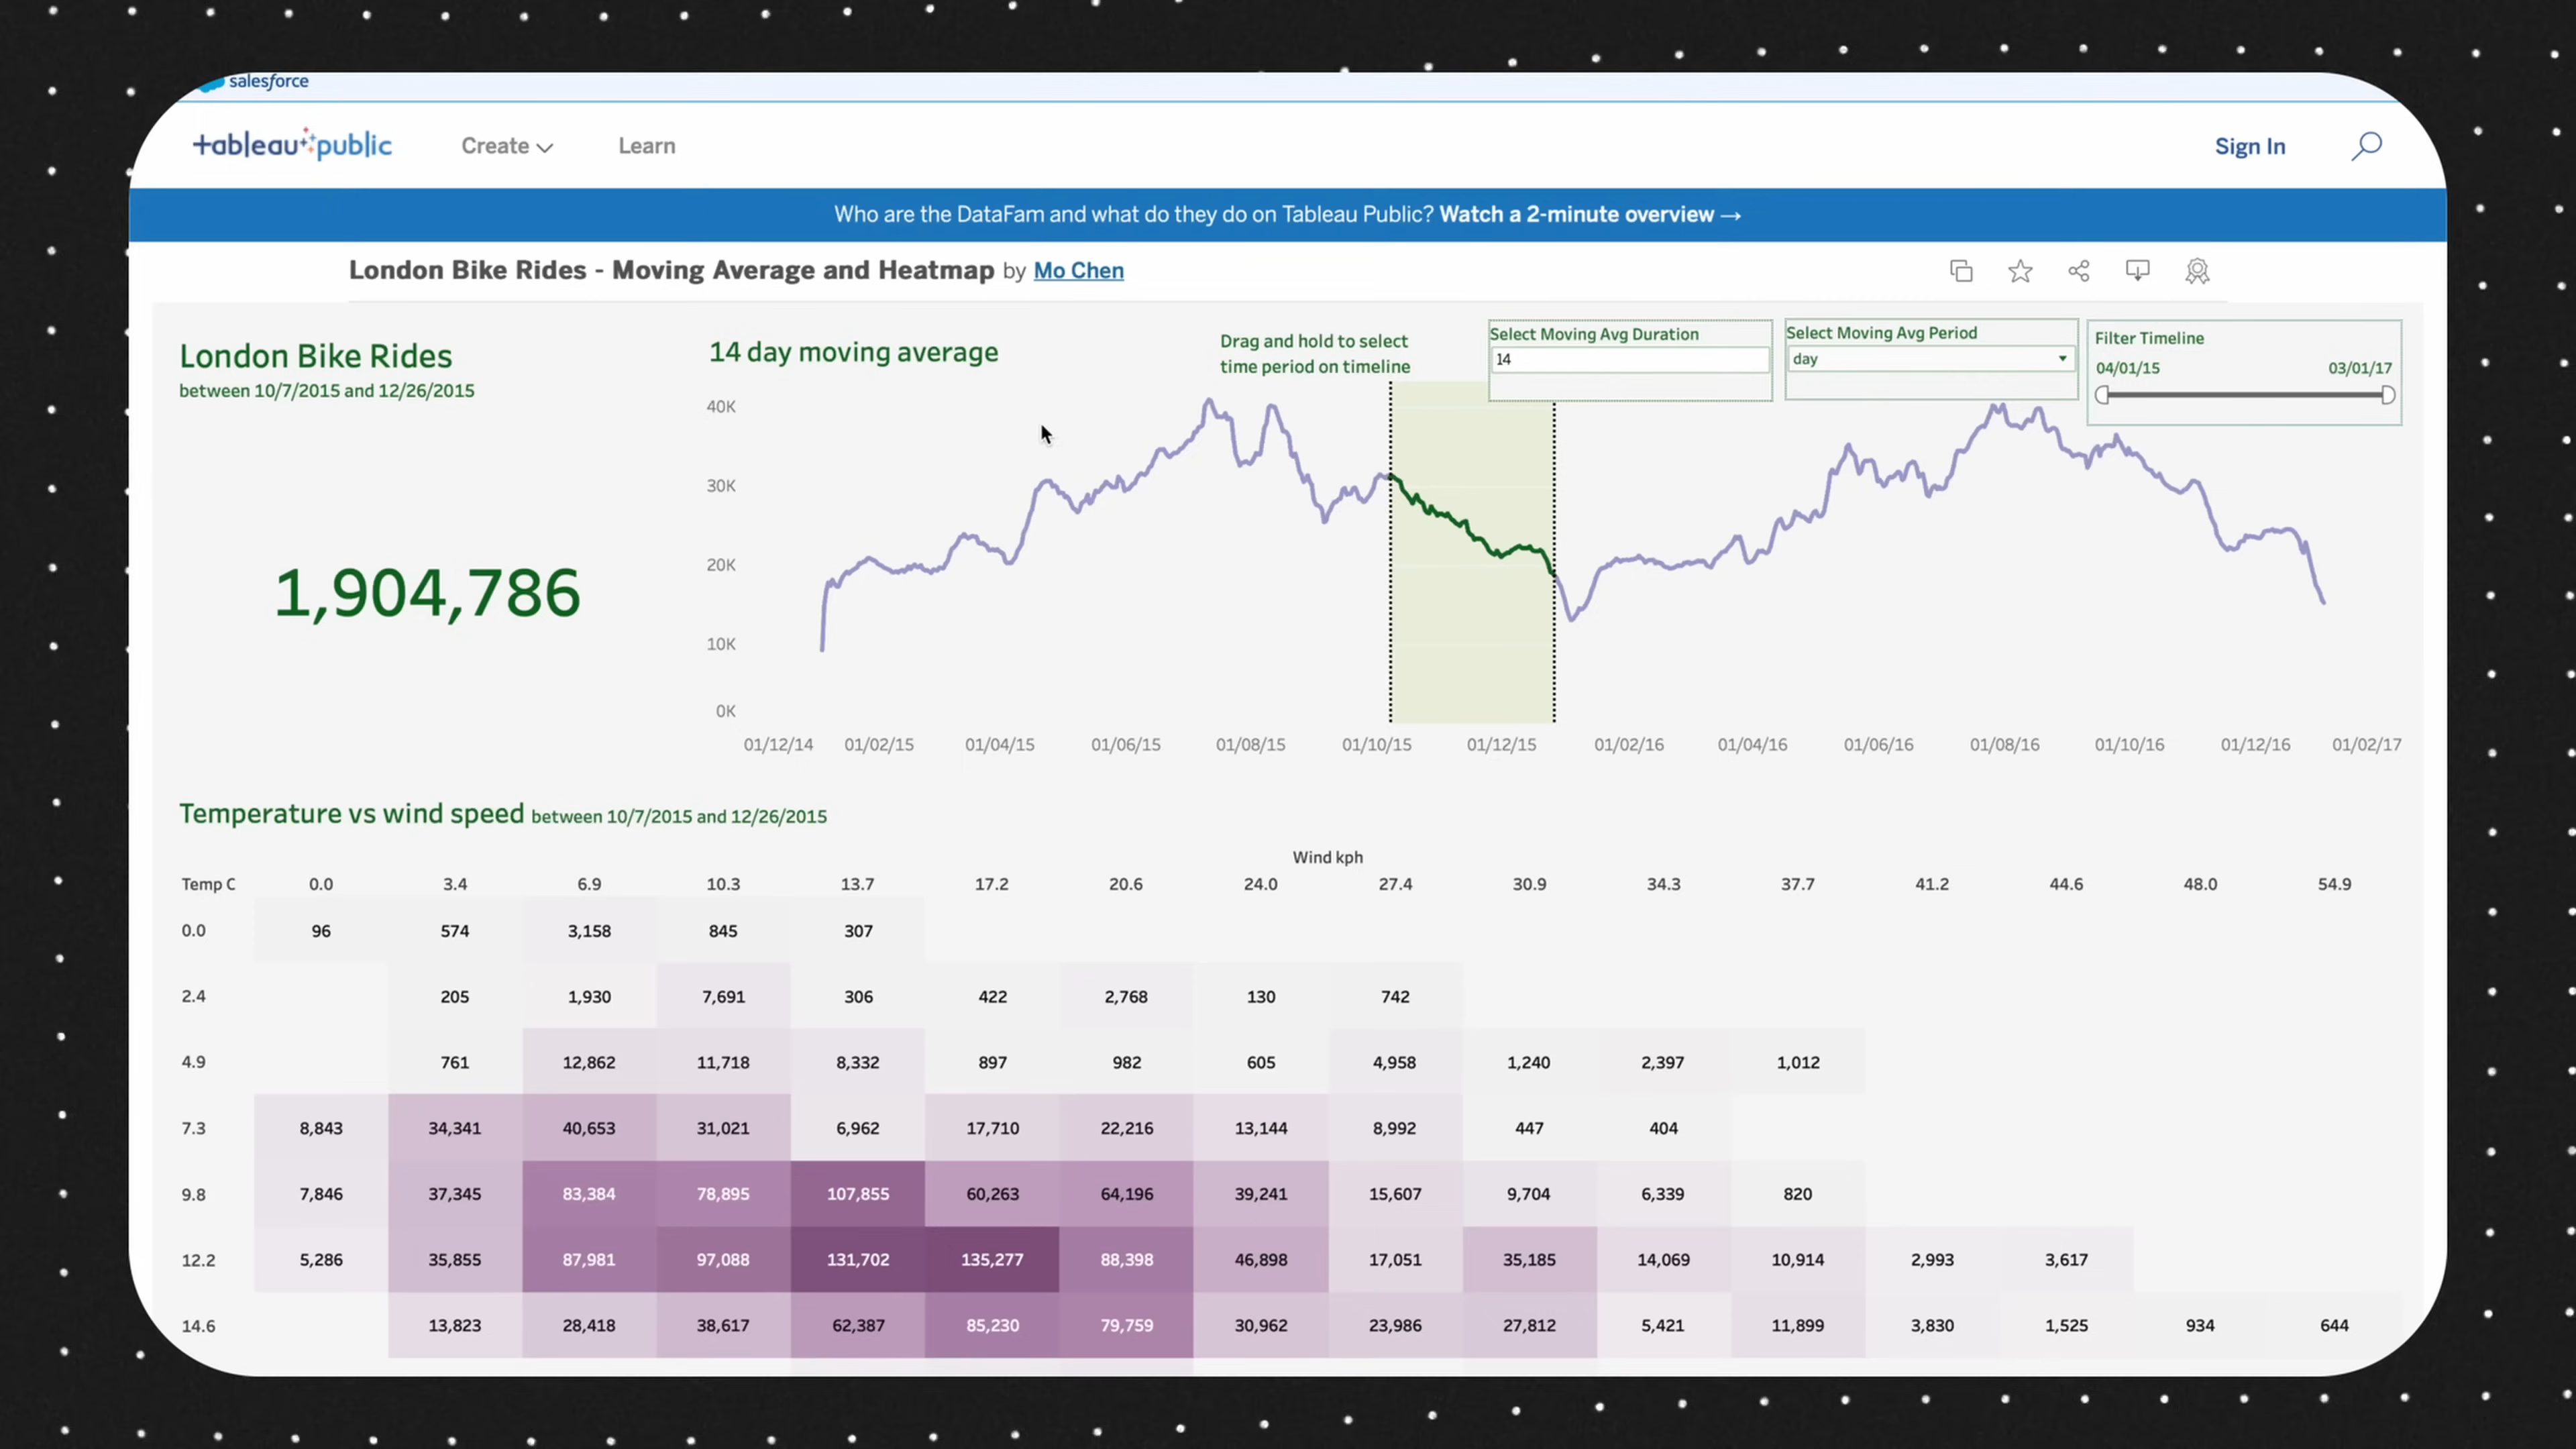 salesforce
tableau public Create Learn Sign In
Who are the DataFam and what do they do on Tableau Public? Watch a 2-minute overview →
London Bike Rides - Moving Average and Heatmap by Mo Chen
London Bike Rides
between 10/7/2015 and 12/26/2015
1,904,786
14 day moving average
Drag and hold to select
time period on timeline
Select Moving Avg Duration
14
Select Moving Avg Period
day
Filter Timeline
04/01/15 03/01/17
40K
30K
20K
10K
0K
01/12/14 01/02/15 01/04/15 01/06/15 01/08/15 01/10/15 01/12/15 01/02/16 01/04/16 01/06/16 01/08/16 01/10/16 01/12/16 01/02/17
Temperature vs wind speed between 10/7/2015 and 12/26/2015
Wind kph
Temp C 0.0 3.4 6.9 10.3 13.7 17.2 20.6 24.0 27.4 30.9 34.3 37.7 41.2 44.6 48.0 54.9
0.0 96 574 3,158 845 307
2.4 205 1,930 7,691 306 422 2,768 130 742
4.9 761 12,862 11,718 8,332 897 982 605 4,958 1,240 2,397 1,012
7.3 8,843 34,341 40,653 31,021 6,962 17,710 22,216 13,144 8,992 447 404
9.8 7,846 37,345 83,384 78,895 107,855 60,263 64,196 39,241 15,607 9,704 6,339 820
12.2 5,286 35,855 87,981 97,088 131,702 135,277 88,398 46,898 17,051 35,185 14,069 10,914 2,993 3,617
14.6 13,823 28,418 38,617 62,387 85,230 79,759 30,962 23,986 27,812 5,421 11,899 3,830 1,525 934 644